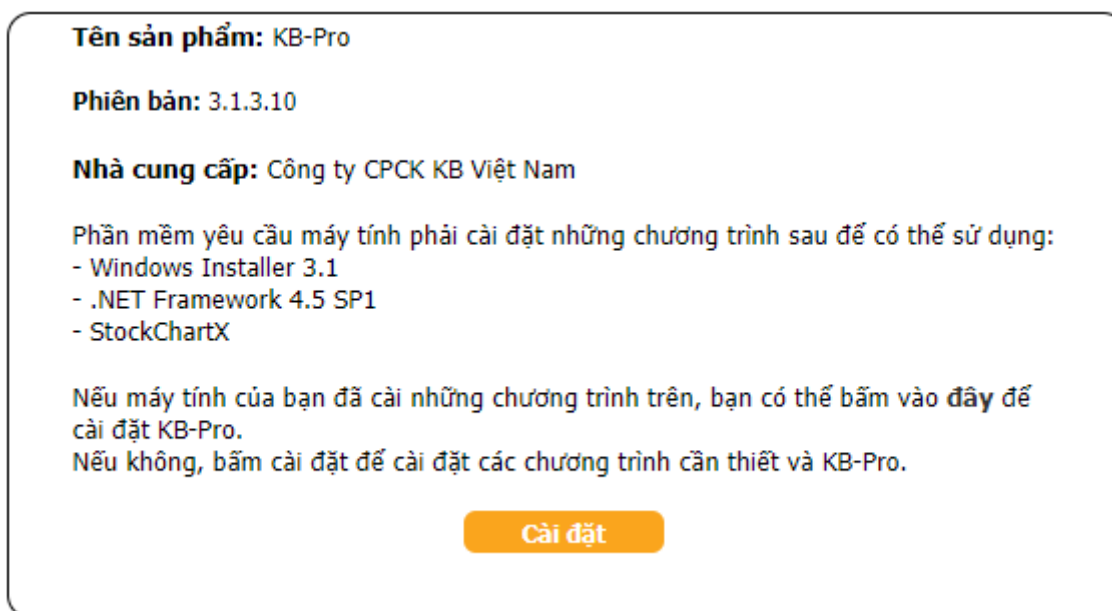 Tên sản phẩm: KB-Pro
Phiên bản: 3.1.3.10
Nhà cung cấp: Công ty CPCK KB Việt Nam
Phần mềm yêu cầu máy tính phải cài đặt những chương trình sau để có thể sử dụng:
- Windows Installer 3.1
- .NET Framework 4.5 SP1
- StockChartX
Nếu máy tính của bạn đã cài những chương trình trên, bạn có thể bấm vào đây để
cài đặt KB-Pro.
Nếu không, bấm cài đặt để cài đặt các chương trình cần thiết và KB-Pro.
Cài đặt